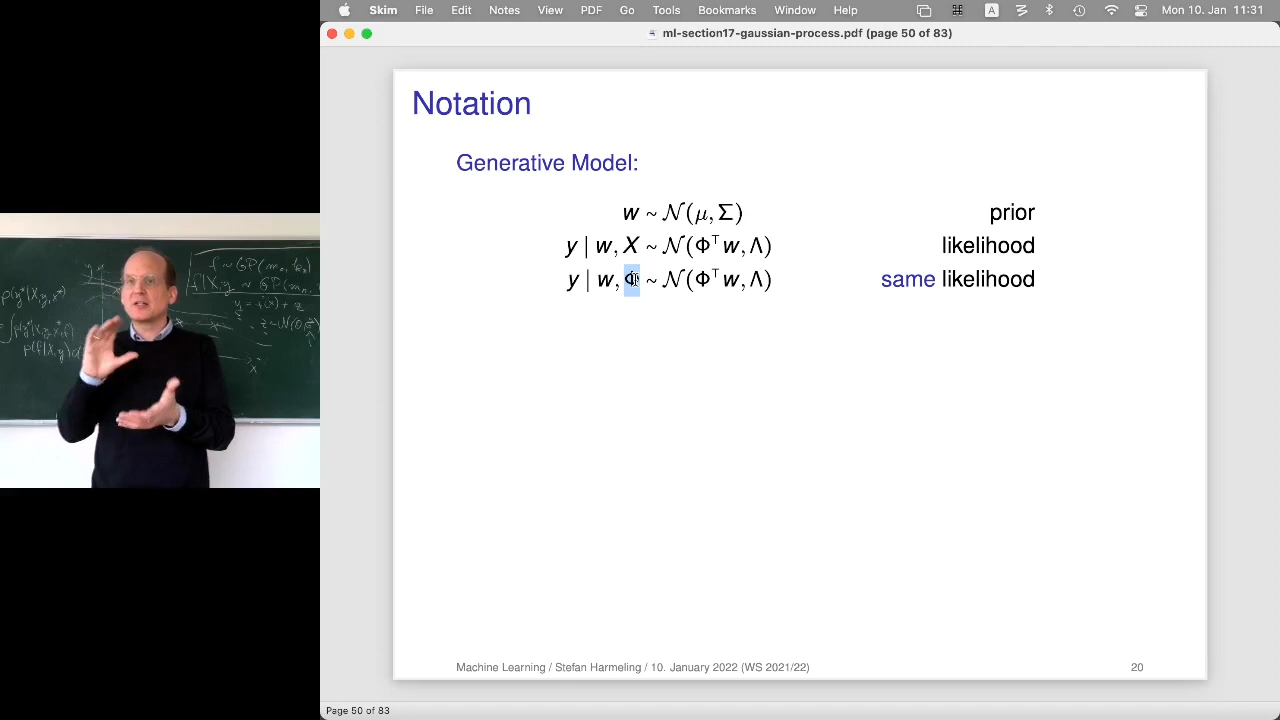 Skim File Edit Notes View PDF Go Tools Bookmarks Window Help A Mon 10. Jan 11:31
ml-section17-gaussian-process.pdf (page 50 of 83)
Notation
Generative Model:
w ~ 𝒩(μ, Σ) prior
y | w, X ~ 𝒩(Φ⊤w, Λ) likelihood
y | w, Φ ~ 𝒩(Φ⊤w, Λ) same likelihood
Machine Learning / Stefan Harmeling / 10. January 2022 (WS 2021/22) 20
Page 50 of 83